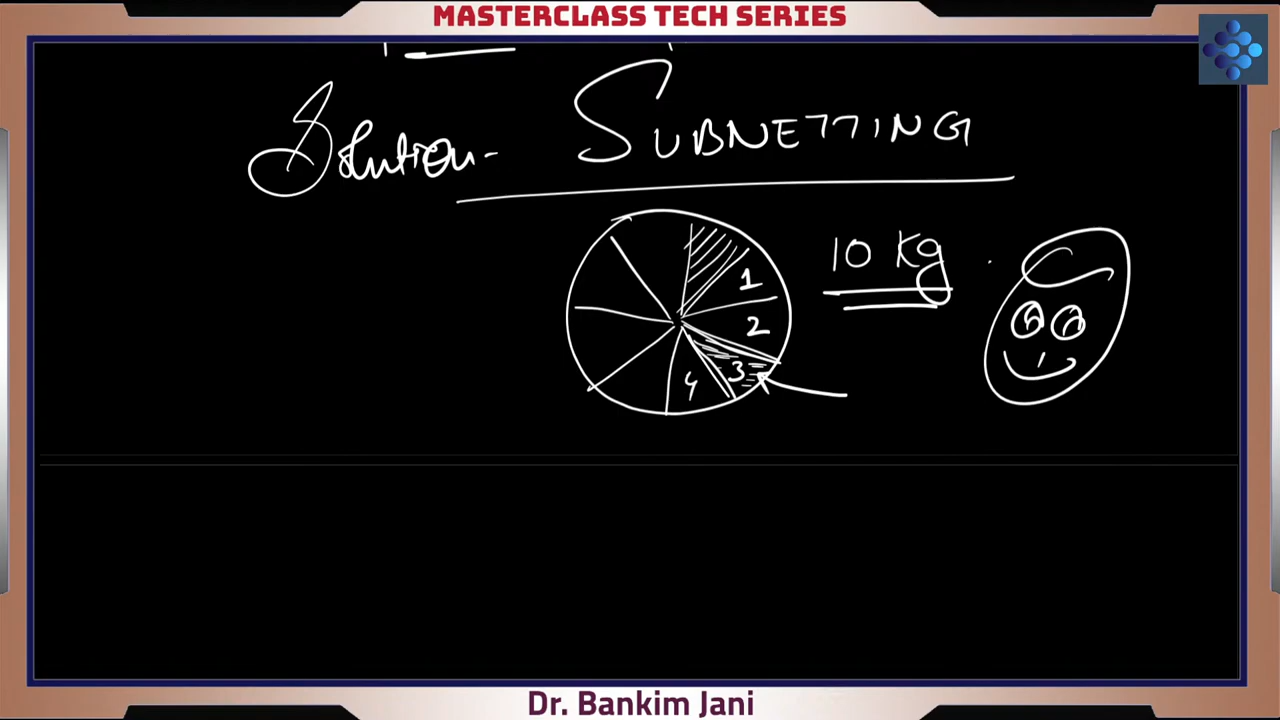 MASTERCLASS TECH SERIES
Solution - SUBNETTING
10 Kg
1
2
3
4
Dr. Bankim Jani